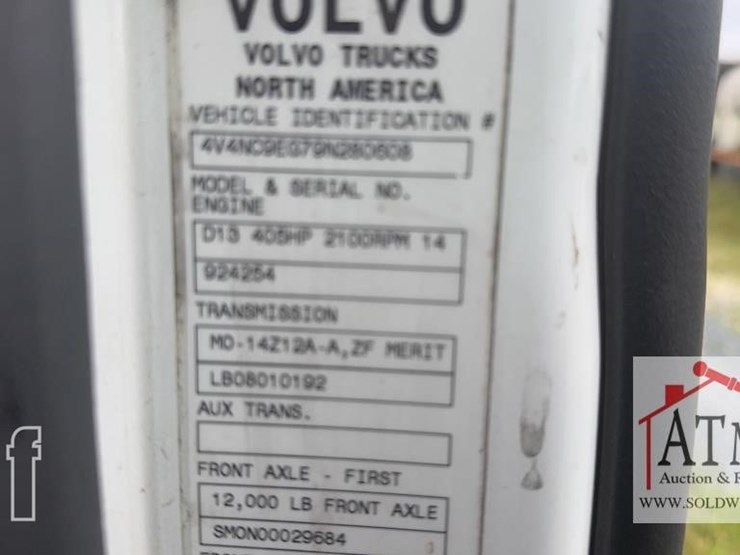 VOLVO
VOLVO TRUCKS
NORTH AMERICA
VEHICLE IDENTIFICATION #
4V4NC9EG79N280608
MODEL & SERIAL NO.
ENGINE
D13 405HP 2100RPM 14
924254
TRANSMISSION
MO-14Z12A-A,ZF MERIT
LB08010192
AUX TRANS.
FRONT AXLE - FIRST
12,000 LB FRONT AXLE
SMON00029684
f
ATM
Auction &
WWW.SOLDW